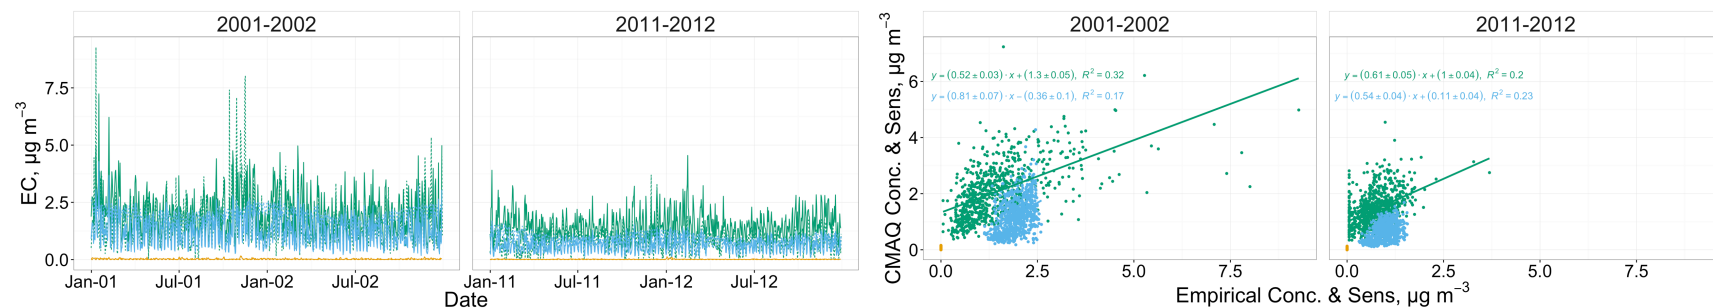 2001-2002
2011-2012
EC, µg m−3
7.5
5.0
2.5
0.0
Jan-01
Jul-01
Jan-02
Jul-02
Jan-11
Jul-11
Jan-12
Jul-12
Date
2001-2002
2011-2012
CMAQ Conc. & Sens, µg m−3
6
4
2
0
y = (0.52 ± 0.03) · x + (1.3 ± 0.05), R2 = 0.32
y = (0.81 ± 0.07) · x − (0.36 ± 0.1), R2 = 0.17
y = (0.61 ± 0.05) · x + (1 ± 0.04), R2 = 0.2
y = (0.54 ± 0.04) · x + (0.11 ± 0.04), R2 = 0.23
0.0
2.5
5.0
7.5
0.0
2.5
5.0
7.5
Empirical Conc. & Sens, µg m−3